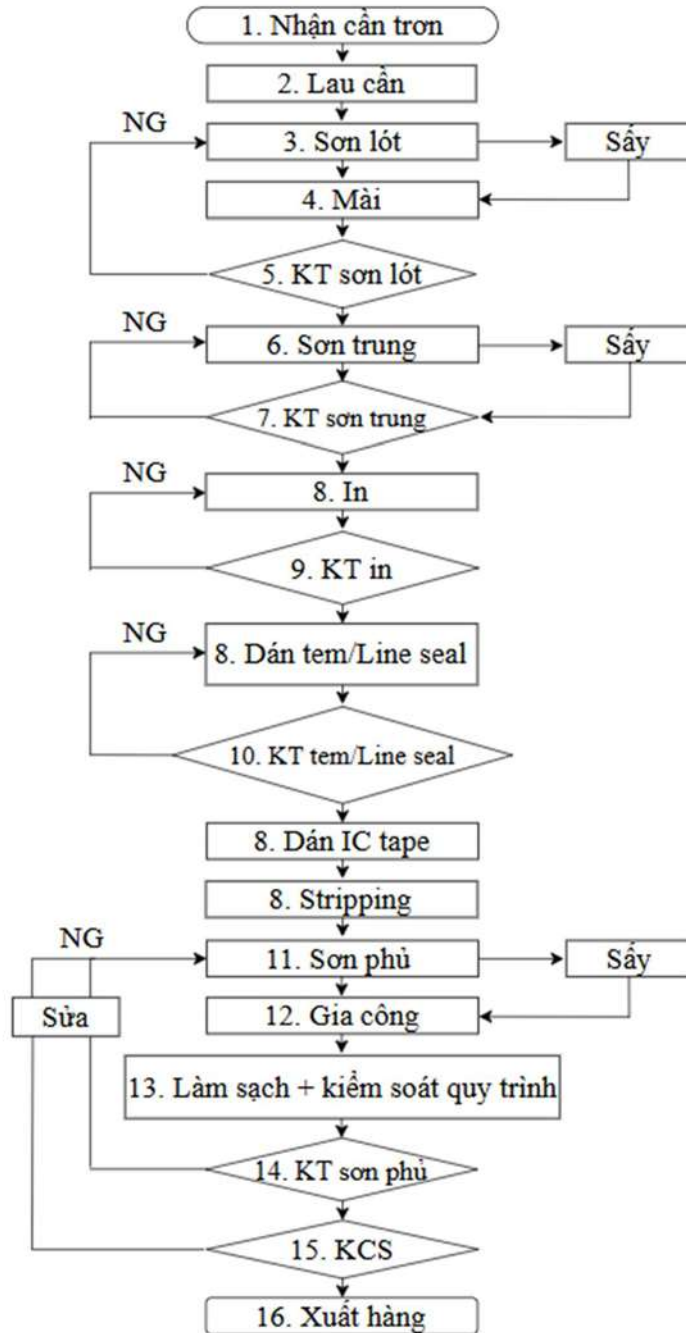 1. Nhận cần trơn
2. Lau cần
NG
3. Sơn lót
Sấy
4. Mài
5. KT sơn lót
NG
6. Sơn trung
Sấy
7. KT sơn trung
NG
8. In
9. KT in
NG
8. Dán tem/Line seal
10. KT tem/Line seal
8. Dán IC tape
8. Stripping
NG
11. Sơn phủ
Sấy
Sửa
12. Gia công
13. Làm sạch + kiểm soát quy trình
14. KT sơn phủ
15. KCS
16. Xuất hàng